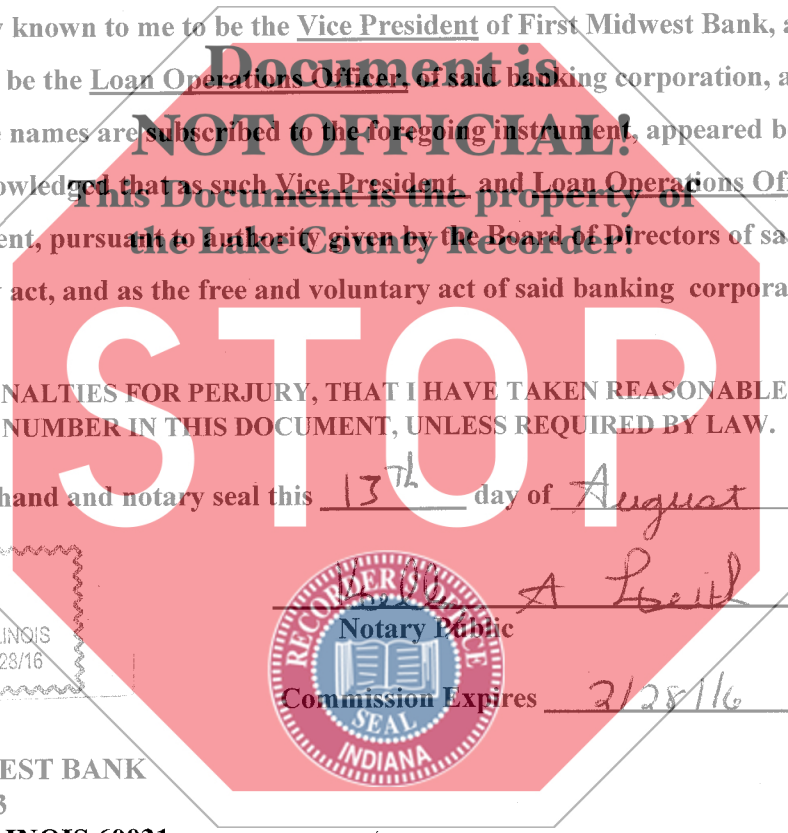 y known to me to be the Vice President of First Midwest Bank, a
Document is
be the Loan Operations Officer, of said banking corporation, a
NOT OFFICIAL!
e names are subscribed to the foregoing instrument, appeared b
This Document is the property of
owledged that as such Vice President and Loan Operations Off
the Lake County Recorder!
ent, pursuant to authority given by the Board of Directors of sa
y act, and as the free and voluntary act of said banking corpora
STOP
NALTIES FOR PERJURY, THAT I HAVE TAKEN REASONABLE
NUMBER IN THIS DOCUMENT, UNLESS REQUIRED BY LAW.
hand and notary seal this 13Th day of August
A Leith
Notary Public
LINOIS
28/16
Commission Expires 2/28/16
RECORDER'S OFFICE
SEAL
INDIANA
EST BANK
3
INOIS 60031